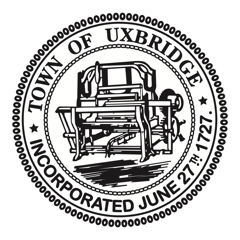 TOWN OF UXBRIDGE
INCORPORATED JUNE 27TH. 1727.